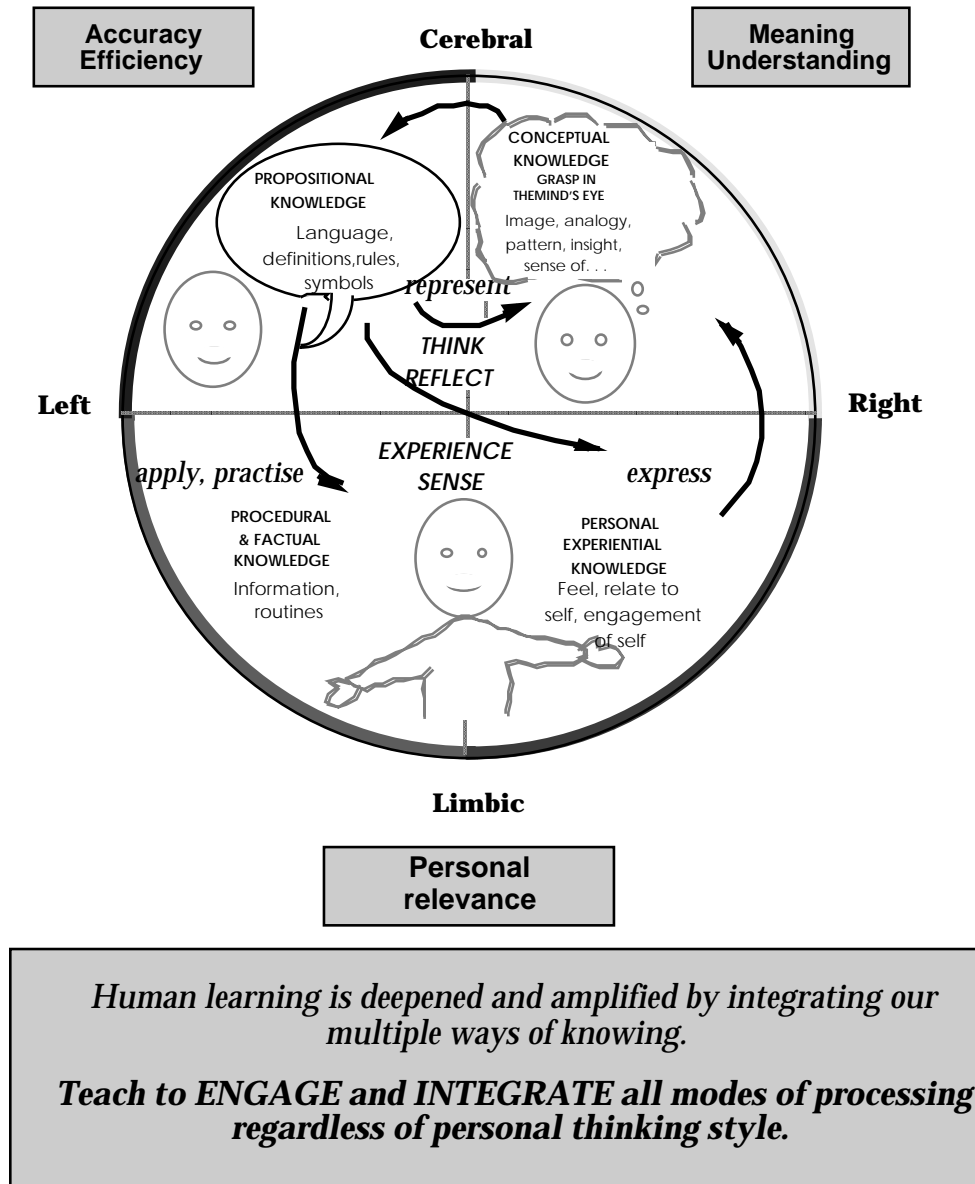 Accuracy
Efficiency
Cerebral
Meaning
Understanding
CONCEPTUAL
KNOWLEDGE
GRASP IN
THEMIND'S EYE
Image, analogy,
pattern, insight,
sense of. . .
PROPOSITIONAL
KNOWLEDGE
Language,
definitions,rules,
symbols
represent
THINK
REFLECT
Left
Right
EXPERIENCE
SENSE
apply, practise
express
PROCEDURAL
& FACTUAL
KNOWLEDGE
Information,
routines
PERSONAL
EXPERIENTIAL
KNOWLEDGE
Feel, relate to
self, engagement
of self
Limbic
Personal
relevance
Human learning is deepened and amplified by integrating our
multiple ways of knowing.
Teach to ENGAGE and INTEGRATE all modes of processing
regardless of personal thinking style.